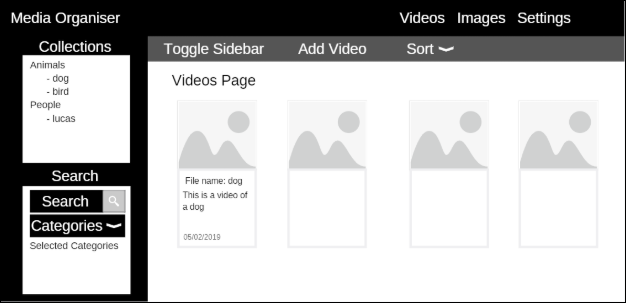 Media Organiser
Videos Images Settings
Collections
Animals
- dog
- bird
People
- lucas
Search
Search
Categories
Selected Categories
Toggle Sidebar Add Video Sort
Videos Page
File name: dog
This is a video of
a dog
05/02/2019